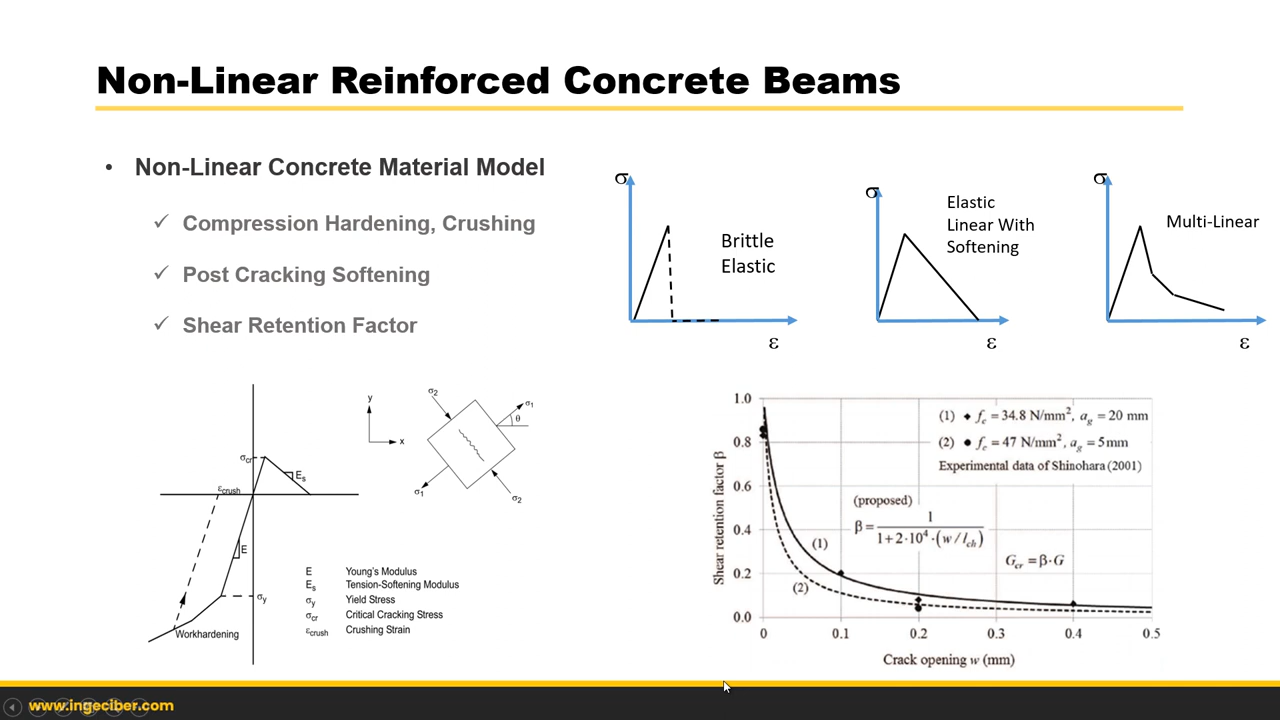 Non-Linear Reinforced Concrete Beams
• Non-Linear Concrete Material Model
✓ Compression Hardening, Crushing
✓ Post Cracking Softening
✓ Shear Retention Factor
σ
Brittle
Elastic
ε
σ
Elastic
Linear With
Softening
ε
σ
Multi-Linear
ε
σcr
Es
εcrush
E
σy
Workhardening
y
x
σ2
σ1
θ
σ1
σ2
E Young's Modulus
Es Tension-Softening Modulus
σy Yield Stress
σcr Critical Cracking Stress
εcrush Crushing Strain
Shear retention factor β
1.0
0.8
0.6
0.4
0.2
0.0
(1) ◆ fc = 34.8 N/mm², ag = 20 mm
(2) ● fc = 47 N/mm², ag = 5mm
Experimental data of Shinohara (2001)
(proposed)
β = 1 / 1+2·10⁴·(w/lch)
Gcr = β·G
(1)
(2)
0 0.1 0.2 0.3 0.4 0.5
Crack opening w (mm)
www.ingeciber.com